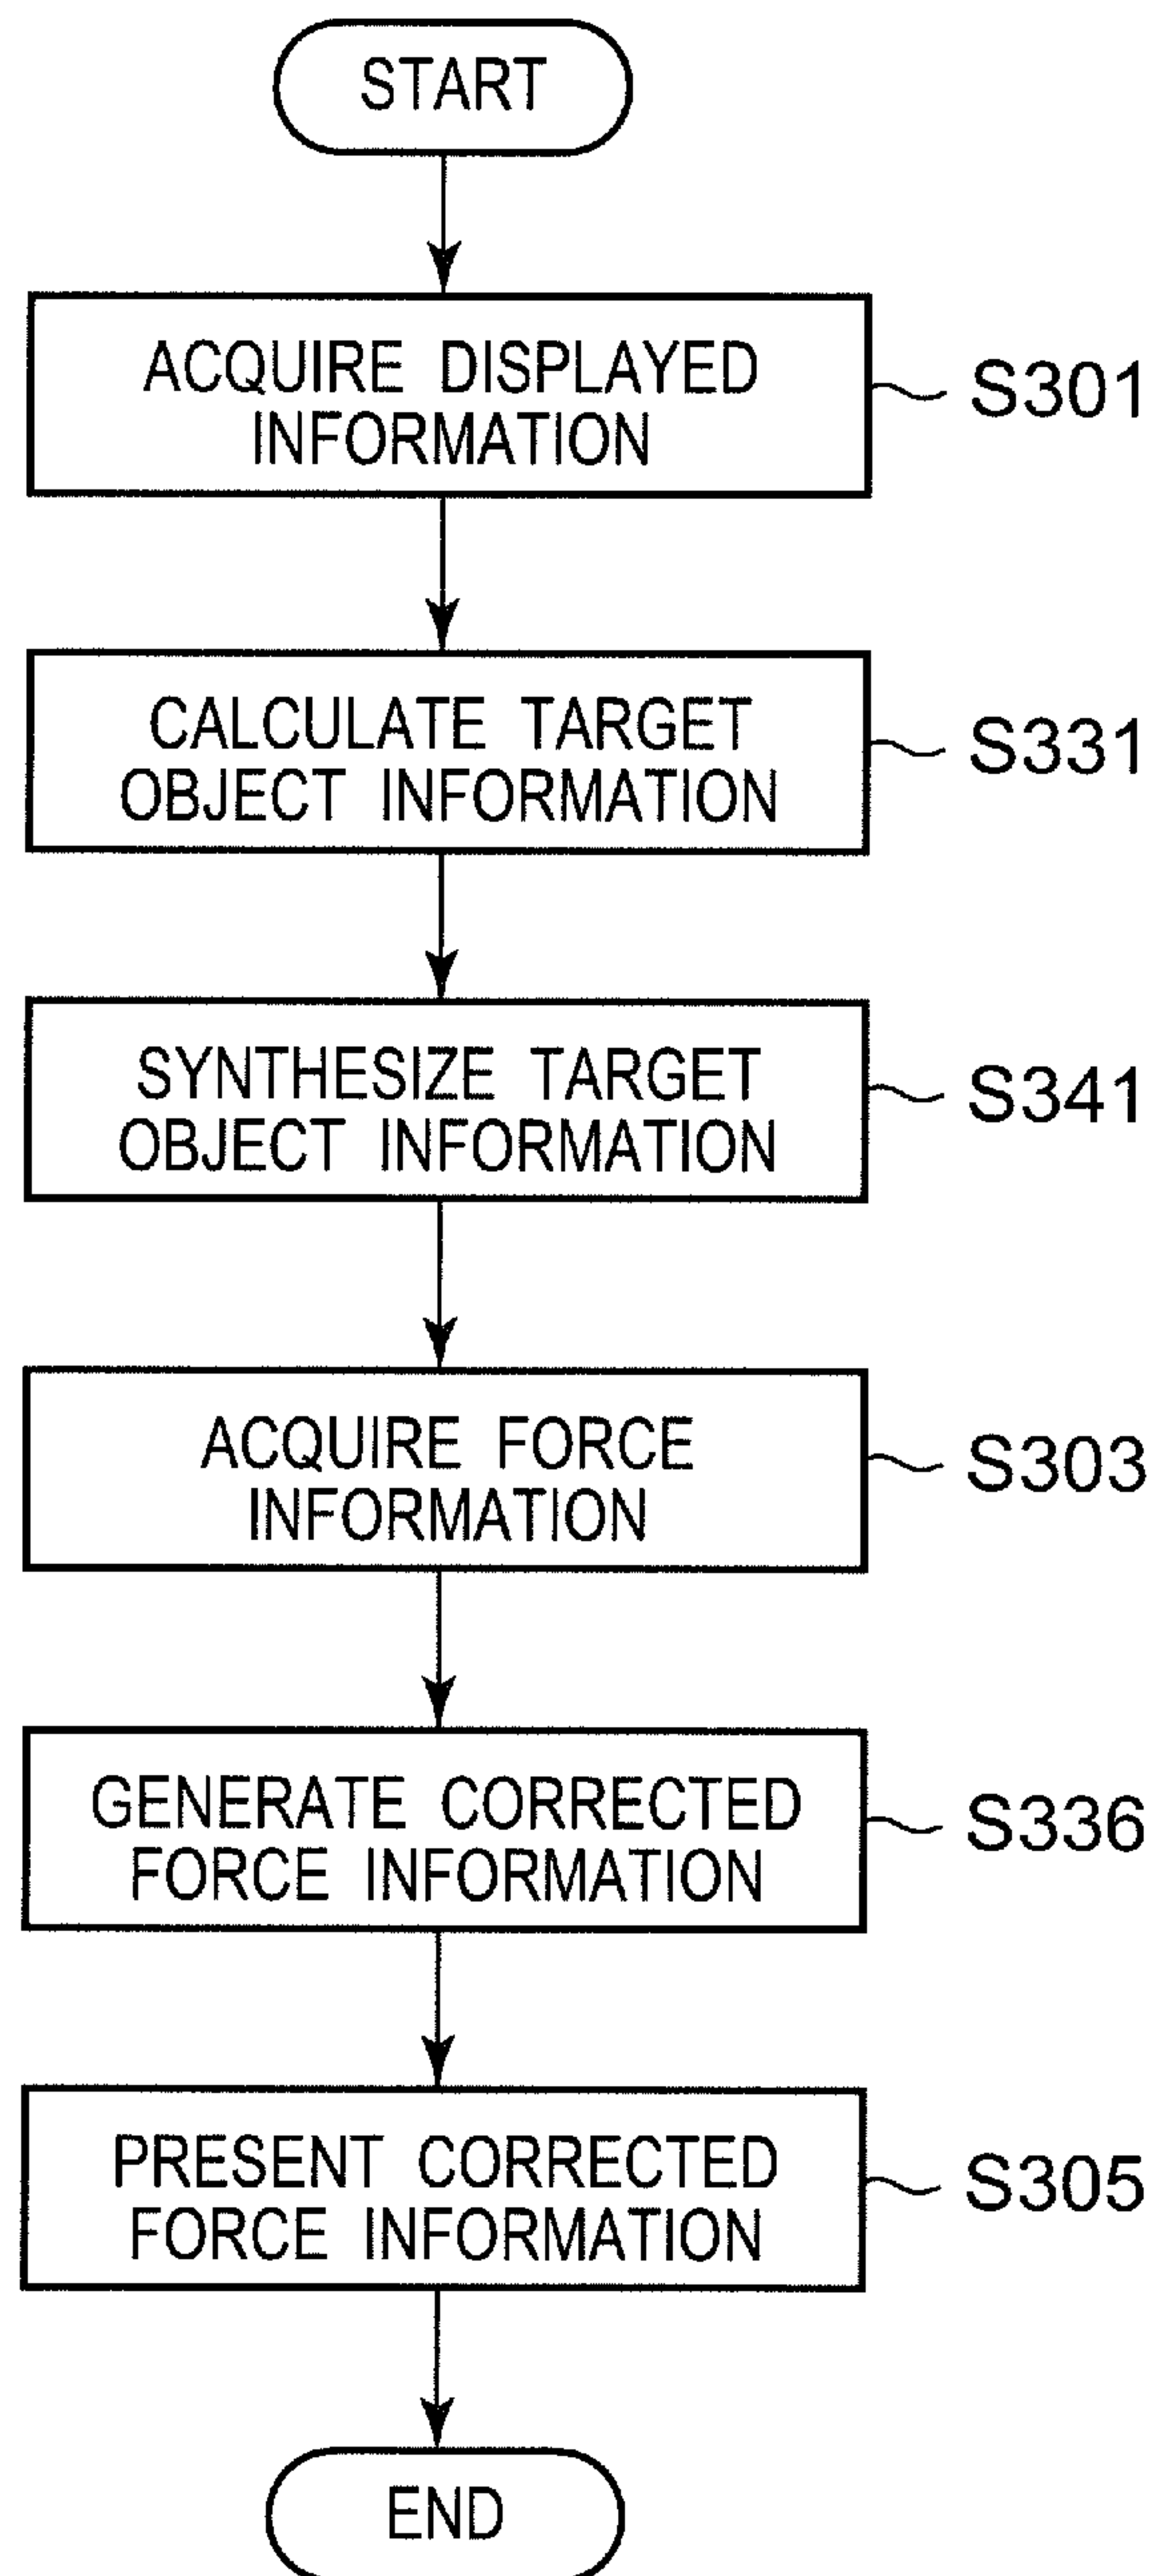 START
ACQUIRE DISPLAYED
INFORMATION
S301
CALCULATE TARGET
OBJECT INFORMATION
S331
SYNTHESIZE TARGET
OBJECT INFORMATION
S341
ACQUIRE FORCE
INFORMATION
S303
GENERATE CORRECTED
FORCE INFORMATION
S336
PRESENT CORRECTED
FORCE INFORMATION
S305
END